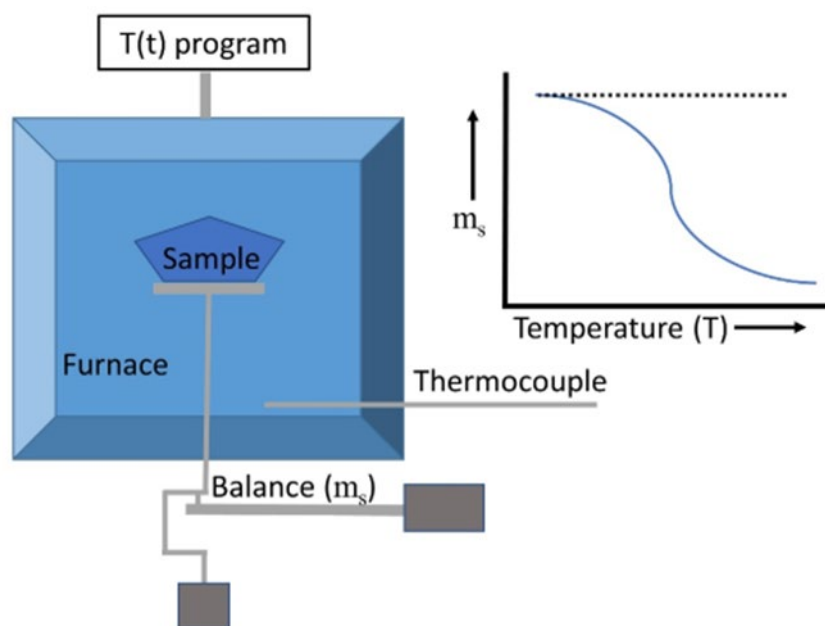 T(t) program
Sample
Furnace
Thermocouple
Balance (mₛ)
mₛ
Temperature (T)